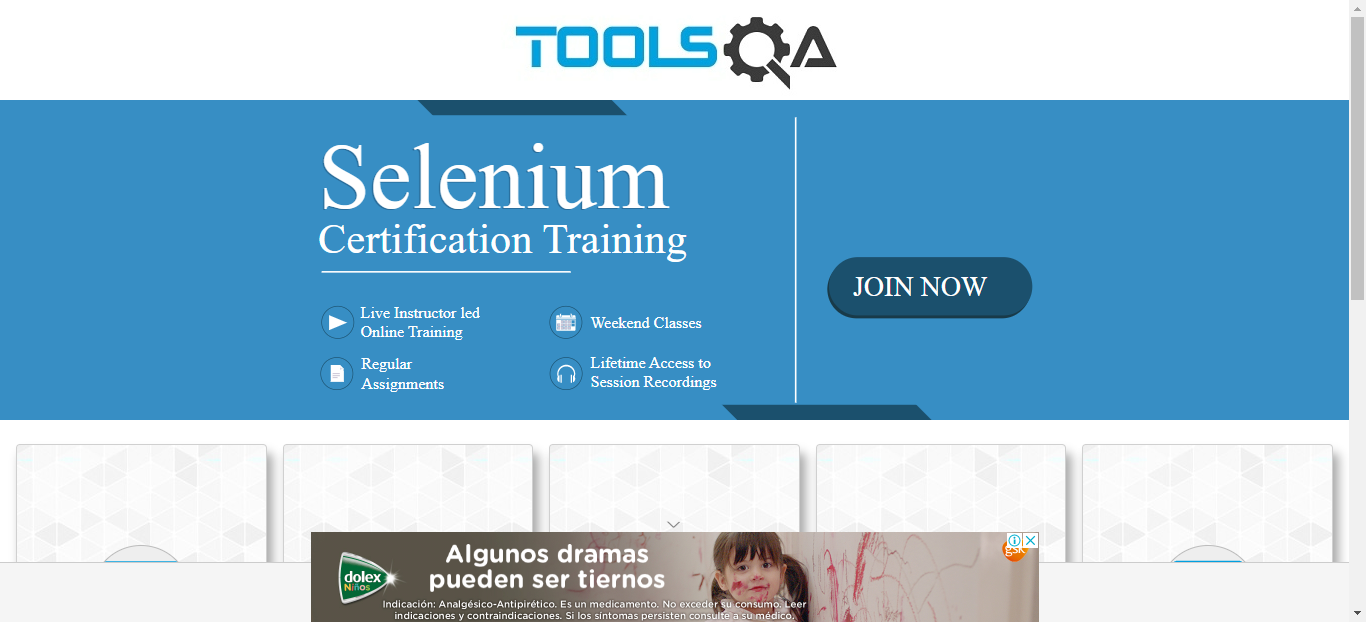 TOOLSQA
Selenium
Certification Training
JOIN NOW
Live Instructor led
Online Training
Weekend Classes
Regular
Assignments
Lifetime Access to
Session Recordings
Algunos dramas
pueden ser tiernos
dolex
Niños
gsk
Indicación: Analgésico-Antipirético. Es un medicamento. No exceder su consumo. Leer
indicaciones y contraindicaciones. Si los síntomas persisten consulte a su médico.